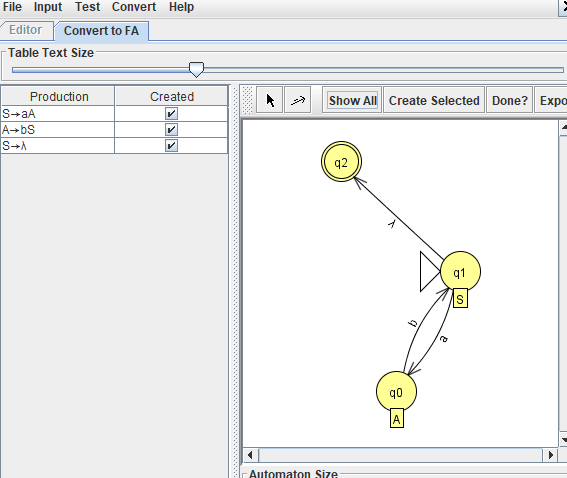 File Input Test Convert Help
Editor Convert to FA
Table Text Size
Production Created
S→aA
A→bS
S→λ
Show All Create Selected Done? Expo
q2
λ
q1
S
b
a
q0
A
Automaton Size